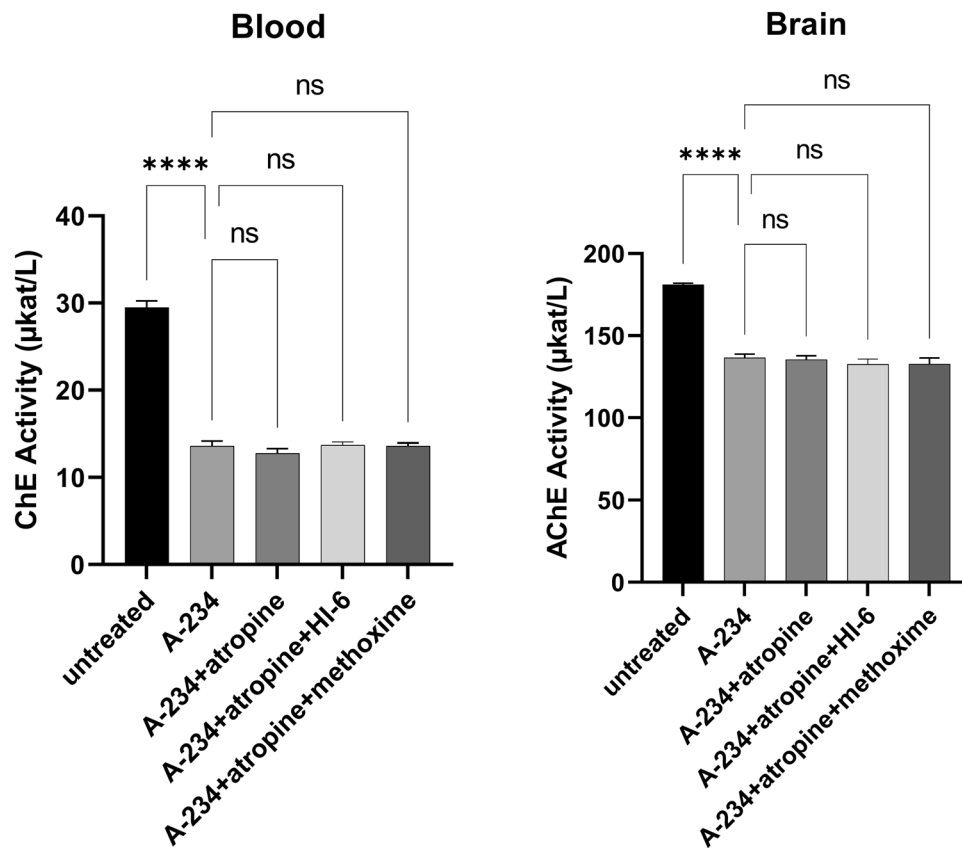 Blood
ns
****
ns
ns
ChE Activity (µkat/L)
40
30
20
10
0
untreated
A-234
A-234+atropine
A-234+atropine+HI-6
A-234+atropine+methoxime
Brain
ns
****
ns
ns
AChE Activity (µkat/L)
200
150
100
50
0
untreated
A-234
A-234+atropine
A-234+atropine+HI-6
A-234+atropine+methoxime